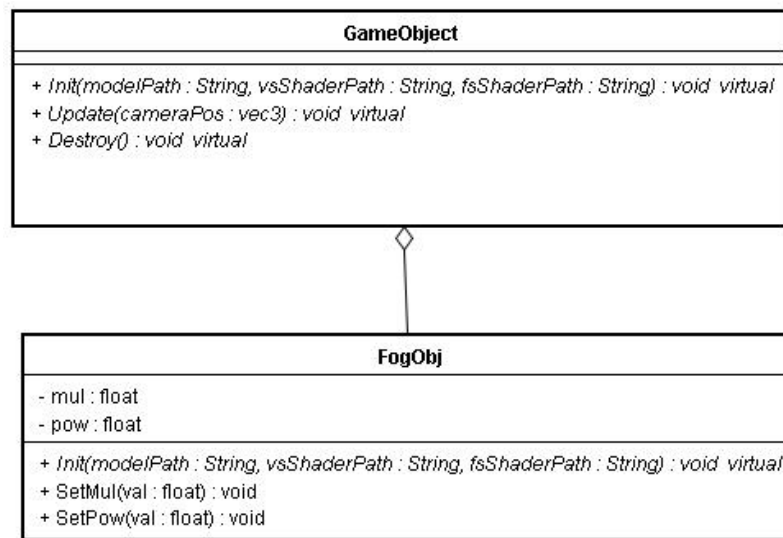 GameObject
+ Init(modelPath : String, vsShaderPath : String, fsShaderPath : String) : void virtual
+ Update(cameraPos : vec3) : void virtual
+ Destroy() : void virtual
FogObj
- mul : float
- pow : float
+ Init(modelPath : String, vsShaderPath : String, fsShaderPath : String) : void virtual
+ SetMul(val : float) : void
+ SetPow(val : float) : void